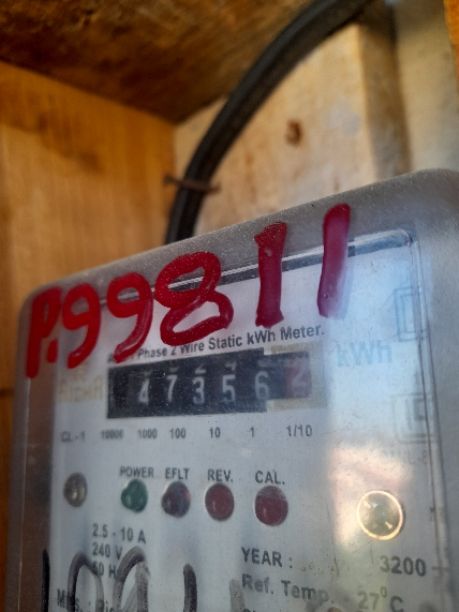 P.99811
Phase 2 Wire Static kWh Meter.
kWh
47356 2
CL-1 10000 1000 100 10 1 1/10
POWER EFLT REV. CAL.
2.5 - 10 A
240 V
YEAR : 3200
Ref. Temp. 27°C